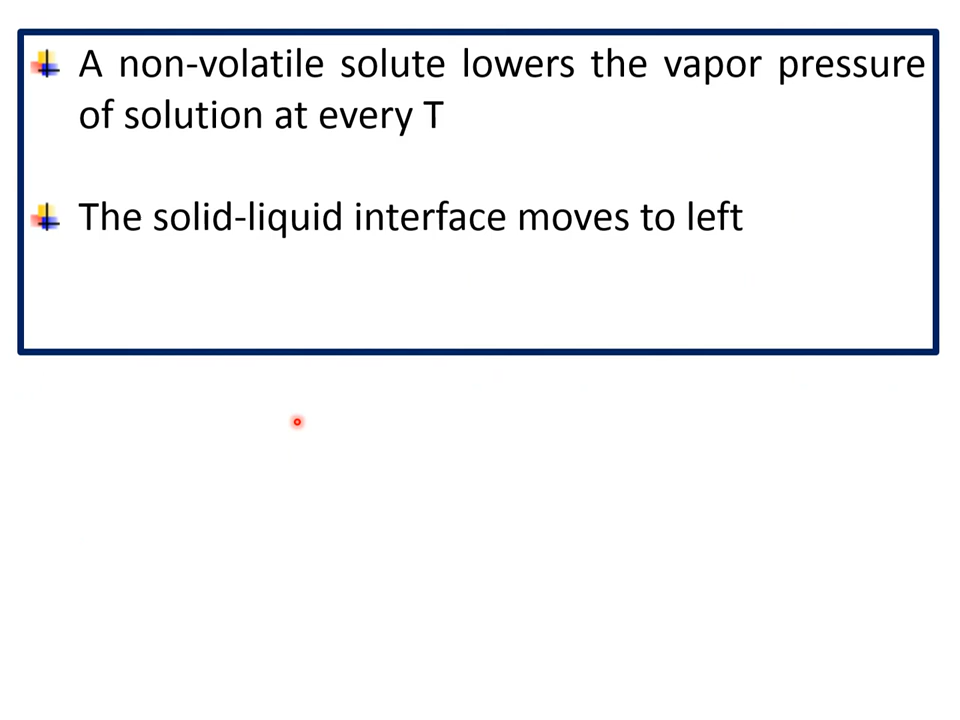 A non-volatile solute lowers the vapor pressure
of solution at every T
The solid-liquid interface moves to left